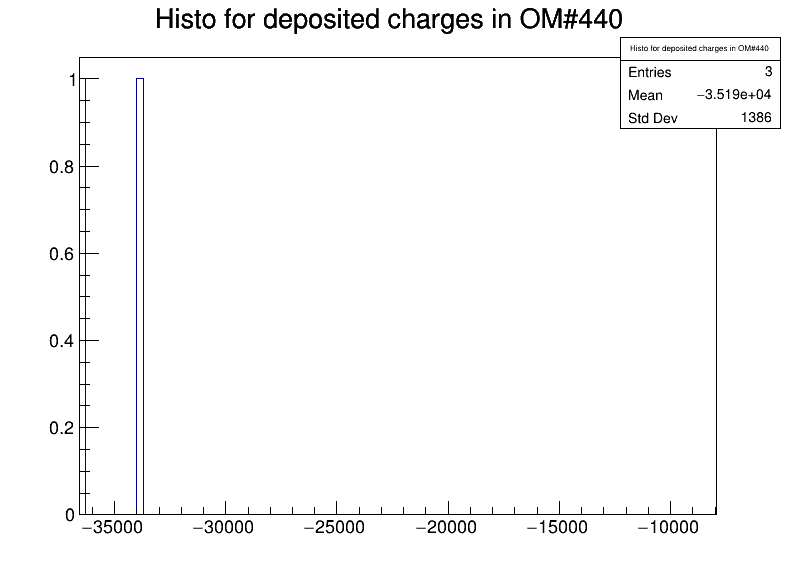 Histo for deposited charges in OM#440
Histo for deposited charges in OM#440
Entries 3
Mean −3.519e+04
Std Dev 1386
1
0.8
0.6
0.4
0.2
0
−35000 −30000 −25000 −20000 −15000 −10000